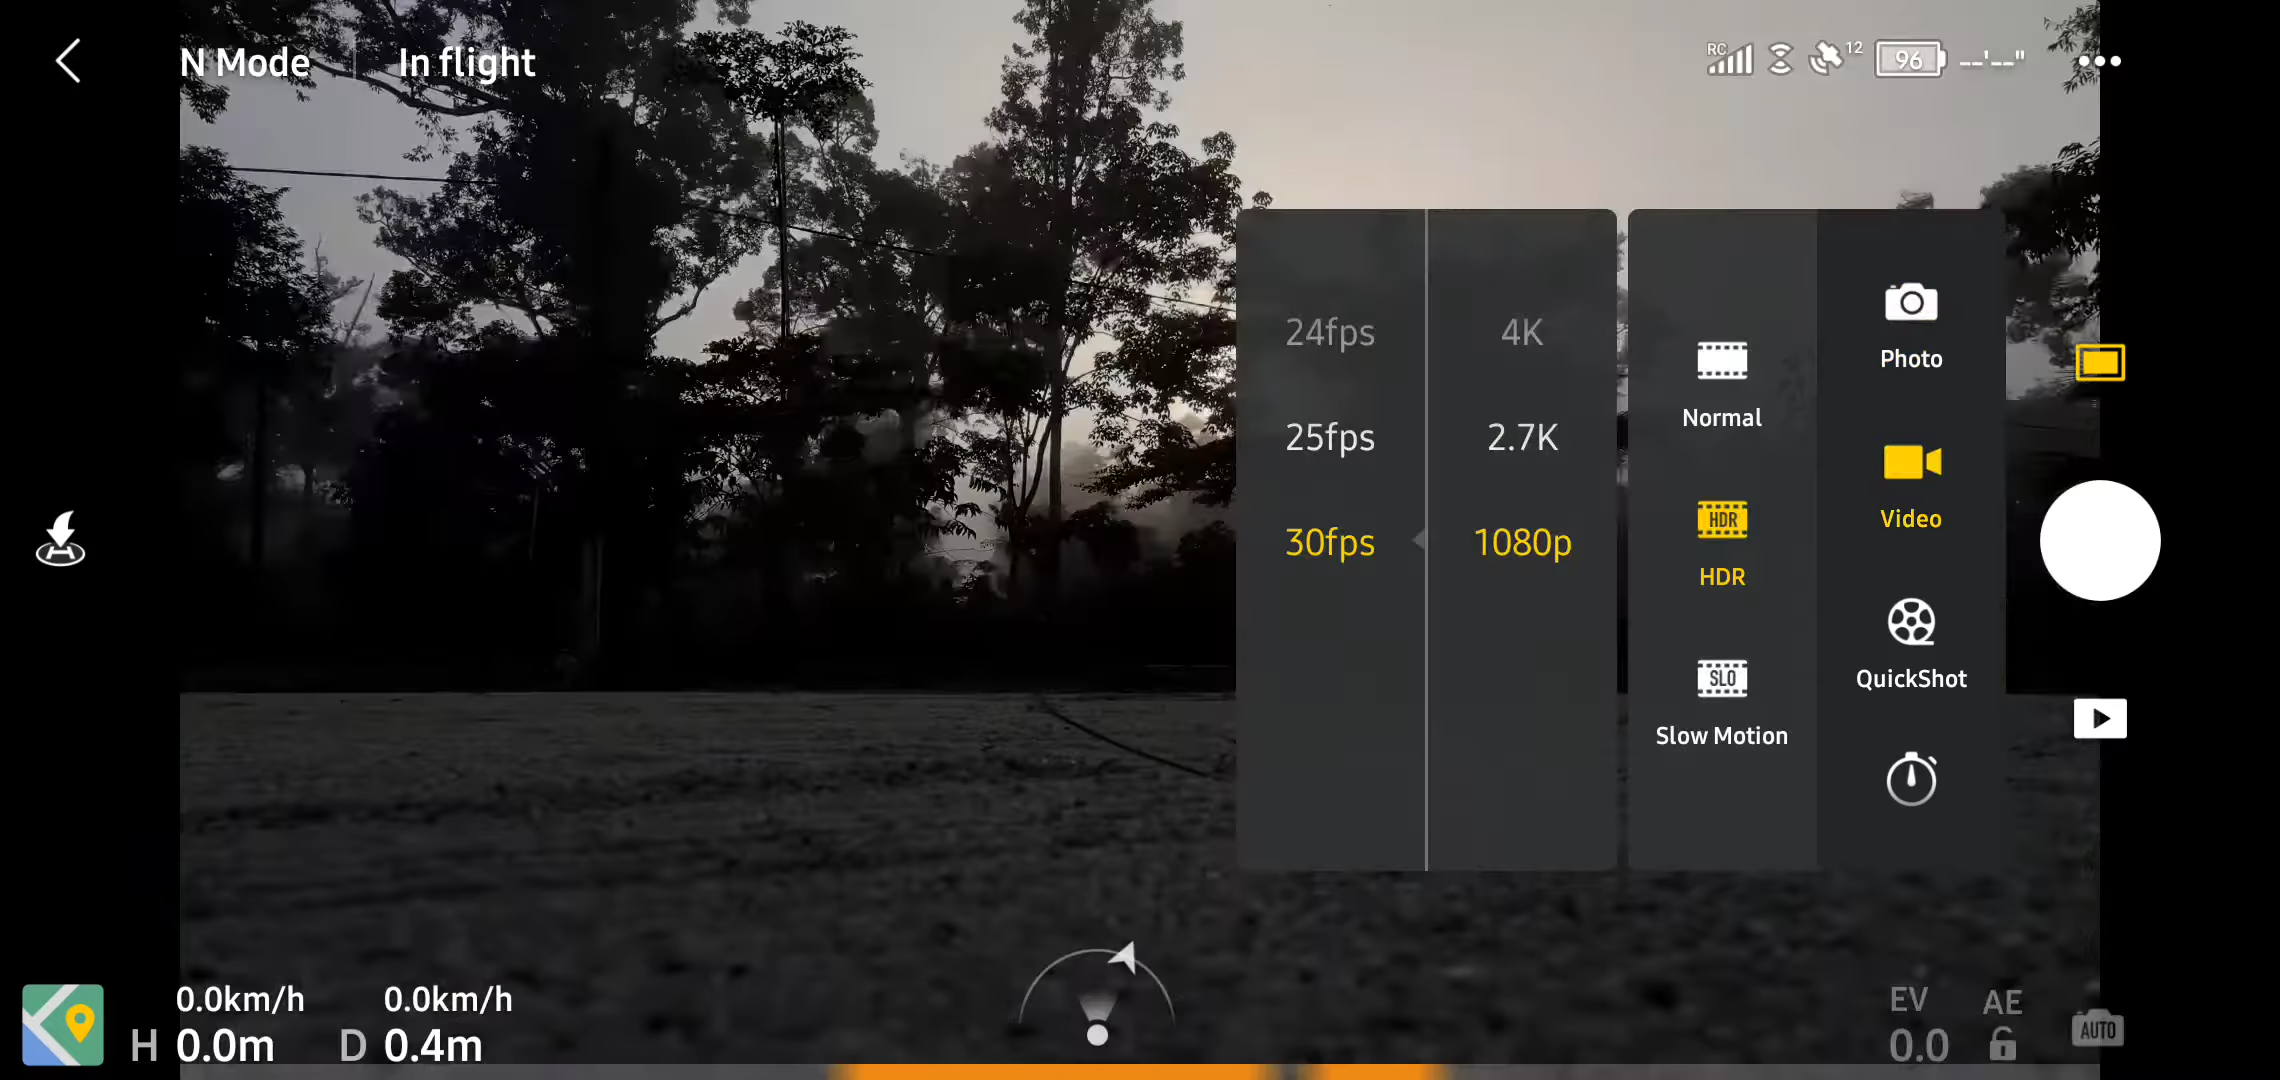 N Mode
In flight
RC
12
96
--'--"
24fps
4K
25fps
2.7K
30fps
1080p
Normal
HDR
HDR
SLO
Slow Motion
Photo
Video
QuickShot
0.0km/h
0.0km/h
H 0.0m
D 0.4m
EV
0.0
AE
AUTO